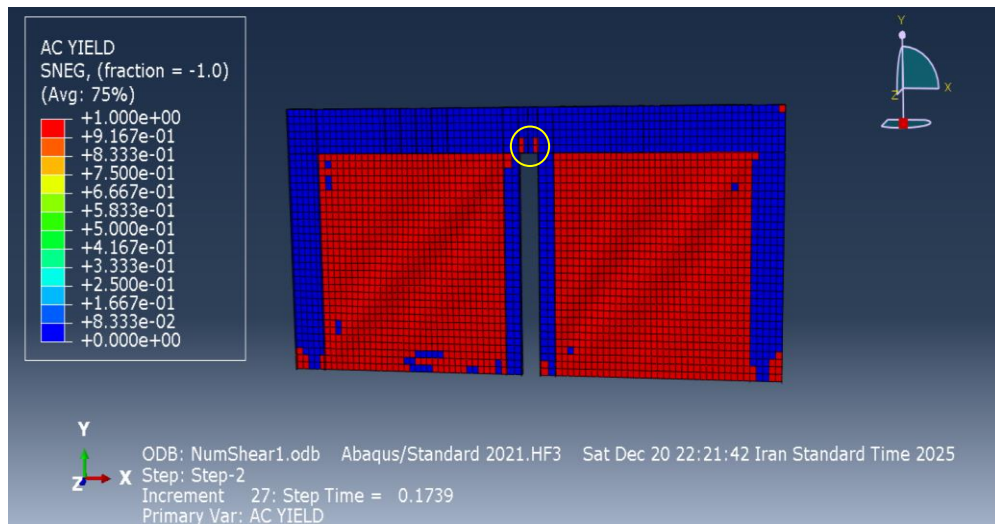 AC YIELD
SNEG, (fraction = -1.0)
(Avg: 75%)
+1.000e+00
+9.167e-01
+8.333e-01
+7.500e-01
+6.667e-01
+5.833e-01
+5.000e-01
+4.167e-01
+3.333e-01
+2.500e-01
+1.667e-01
+8.333e-02
+0.000e+00
Y
X
Z
Y
X
Z
ODB: NumShear1.odb Abaqus/Standard 2021.HF3 Sat Dec 20 22:21:42 Iran Standard Time 2025
Step: Step-2
Increment 27: Step Time = 0.1739
Primary Var: AC YIELD